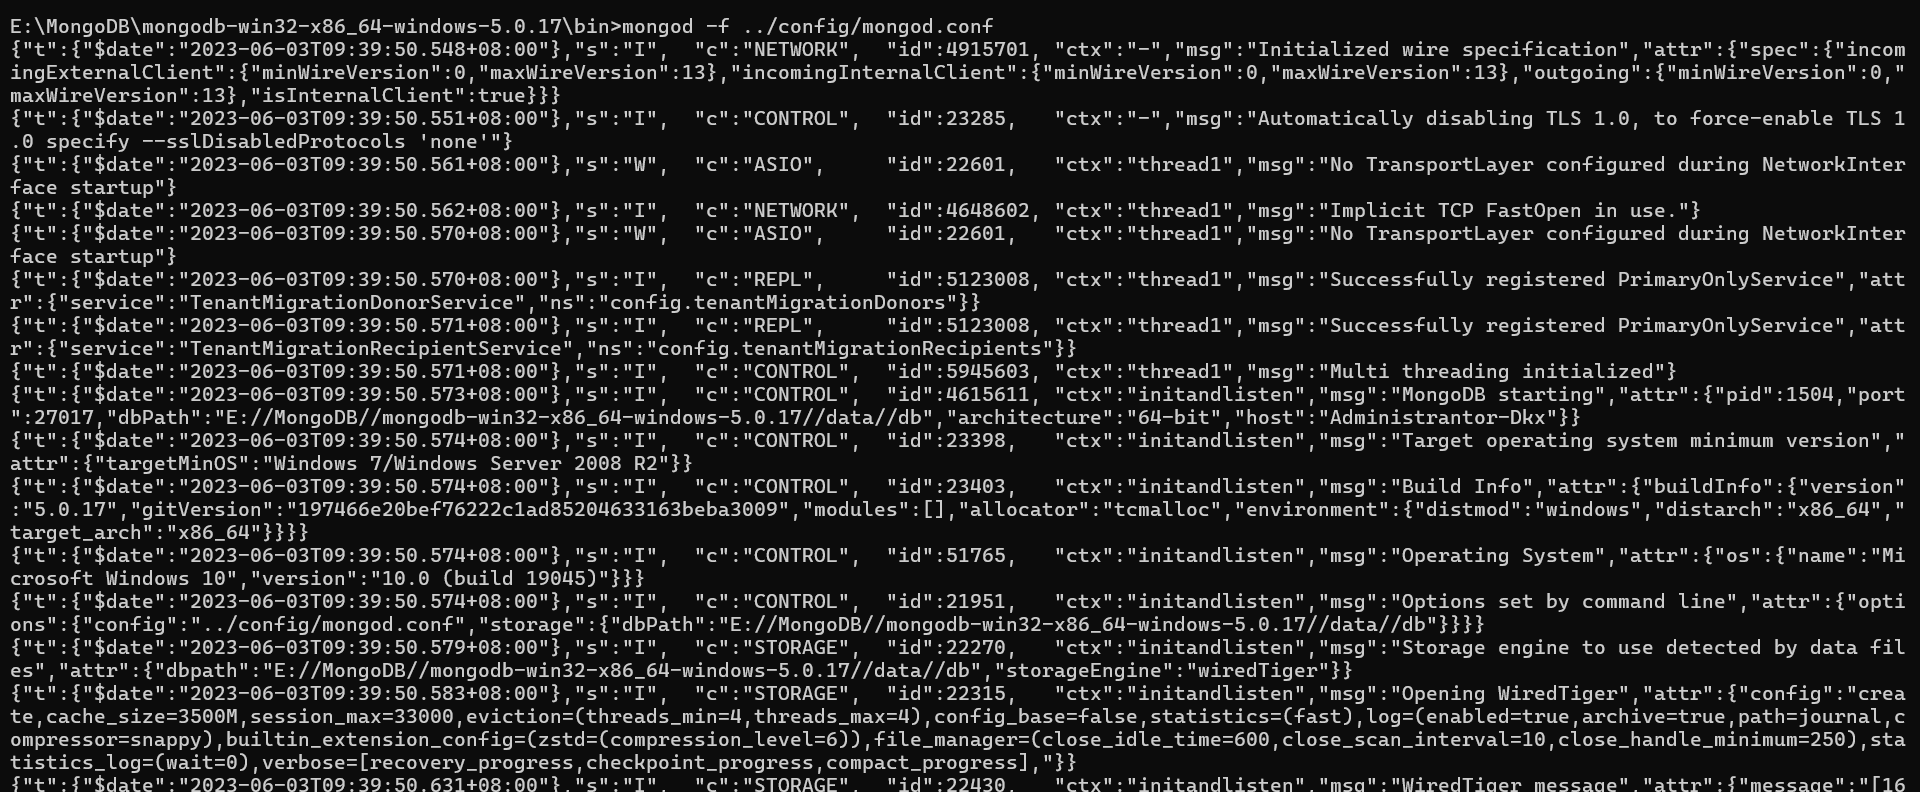 E:\MongoDB\mongodb-win32-x86_64-windows-5.0.17\bin>mongod -f ../config/mongod.conf
{"t":{"$date":"2023-06-03T09:39:50.548+08:00"},"s":"I",  "c":"NETWORK",  "id":4915701, "ctx":"-","msg":"Initialized wire specification","attr":{"spec":{"incom
ingExternalClient":{"minWireVersion":0,"maxWireVersion":13},"incomingInternalClient":{"minWireVersion":0,"maxWireVersion":13},"outgoing":{"minWireVersion":0,"
maxWireVersion":13},"isInternalClient":true}}}
{"t":{"$date":"2023-06-03T09:39:50.551+08:00"},"s":"I",  "c":"CONTROL",  "id":23285,   "ctx":"-","msg":"Automatically disabling TLS 1.0, to force-enable TLS 1
.0 specify --sslDisabledProtocols 'none'"}
{"t":{"$date":"2023-06-03T09:39:50.561+08:00"},"s":"W",  "c":"ASIO",     "id":22601,   "ctx":"thread1","msg":"No TransportLayer configured during NetworkInter
face startup"}
{"t":{"$date":"2023-06-03T09:39:50.562+08:00"},"s":"I",  "c":"NETWORK",  "id":4648602, "ctx":"thread1","msg":"Implicit TCP FastOpen in use."}
{"t":{"$date":"2023-06-03T09:39:50.570+08:00"},"s":"W",  "c":"ASIO",     "id":22601,   "ctx":"thread1","msg":"No TransportLayer configured during NetworkInter
face startup"}
{"t":{"$date":"2023-06-03T09:39:50.570+08:00"},"s":"I",  "c":"REPL",     "id":5123008, "ctx":"thread1","msg":"Successfully registered PrimaryOnlyService","att
r":{"service":"TenantMigrationDonorService","ns":"config.tenantMigrationDonors"}}
{"t":{"$date":"2023-06-03T09:39:50.571+08:00"},"s":"I",  "c":"REPL",     "id":5123008, "ctx":"thread1","msg":"Successfully registered PrimaryOnlyService","att
r":{"service":"TenantMigrationRecipientService","ns":"config.tenantMigrationRecipients"}}
{"t":{"$date":"2023-06-03T09:39:50.571+08:00"},"s":"I",  "c":"CONTROL",  "id":5945603, "ctx":"thread1","msg":"Multi threading initialized"}
{"t":{"$date":"2023-06-03T09:39:50.573+08:00"},"s":"I",  "c":"CONTROL",  "id":4615611, "ctx":"initandlisten","msg":"MongoDB starting","attr":{"pid":1504,"port
":27017,"dbPath":"E://MongoDB//mongodb-win32-x86_64-windows-5.0.17//data//db","architecture":"64-bit","host":"Administrantor-Dkx"}}
{"t":{"$date":"2023-06-03T09:39:50.574+08:00"},"s":"I",  "c":"CONTROL",  "id":23398,   "ctx":"initandlisten","msg":"Target operating system minimum version","
attr":{"targetMinOS":"Windows 7/Windows Server 2008 R2"}}
{"t":{"$date":"2023-06-03T09:39:50.574+08:00"},"s":"I",  "c":"CONTROL",  "id":23403,   "ctx":"initandlisten","msg":"Build Info","attr":{"buildInfo":{"version"
:"5.0.17","gitVersion":"197466e20bef76222c1ad85204633163beba3009","modules":[],"allocator":"tcmalloc","environment":{"distmod":"windows","distarch":"x86_64","
target_arch":"x86_64"}}}}
{"t":{"$date":"2023-06-03T09:39:50.574+08:00"},"s":"I",  "c":"CONTROL",  "id":51765,   "ctx":"initandlisten","msg":"Operating System","attr":{"os":{"name":"Mi
crosoft Windows 10","version":"10.0 (build 19045)"}}}
{"t":{"$date":"2023-06-03T09:39:50.574+08:00"},"s":"I",  "c":"CONTROL",  "id":21951,   "ctx":"initandlisten","msg":"Options set by command line","attr":{"opti
ons":{"config":"../config/mongod.conf","storage":{"dbPath":"E://MongoDB//mongodb-win32-x86_64-windows-5.0.17//data//db"}}}}
{"t":{"$date":"2023-06-03T09:39:50.579+08:00"},"s":"I",  "c":"STORAGE",  "id":22270,   "ctx":"initandlisten","msg":"Storage engine to use detected by data fil
es","attr":{"dbpath":"E://MongoDB//mongodb-win32-x86_64-windows-5.0.17//data//db","storageEngine":"wiredTiger"}}
{"t":{"$date":"2023-06-03T09:39:50.583+08:00"},"s":"I",  "c":"STORAGE",  "id":22315,   "ctx":"initandlisten","msg":"Opening WiredTiger","attr":{"config":"crea
te,cache_size=3500M,session_max=33000,eviction=(threads_min=4,threads_max=4),config_base=false,statistics=(fast),log=(enabled=true,archive=true,path=journal,c
ompressor=snappy),builtin_extension_config=(zstd=(compression_level=6)),file_manager=(close_idle_time=600,close_scan_interval=10,close_handle_minimum=250),sta
tistics_log=(wait=0),verbose=[recovery_progress,checkpoint_progress,compact_progress],"}}
{"t":{"$date":"2023-06-03T09:39:50.631+08:00"},"s":"I",  "c":"STORAGE",  "id":22430,   "ctx":"initandlisten","msg":"WiredTiger message","attr":{"message":"[16